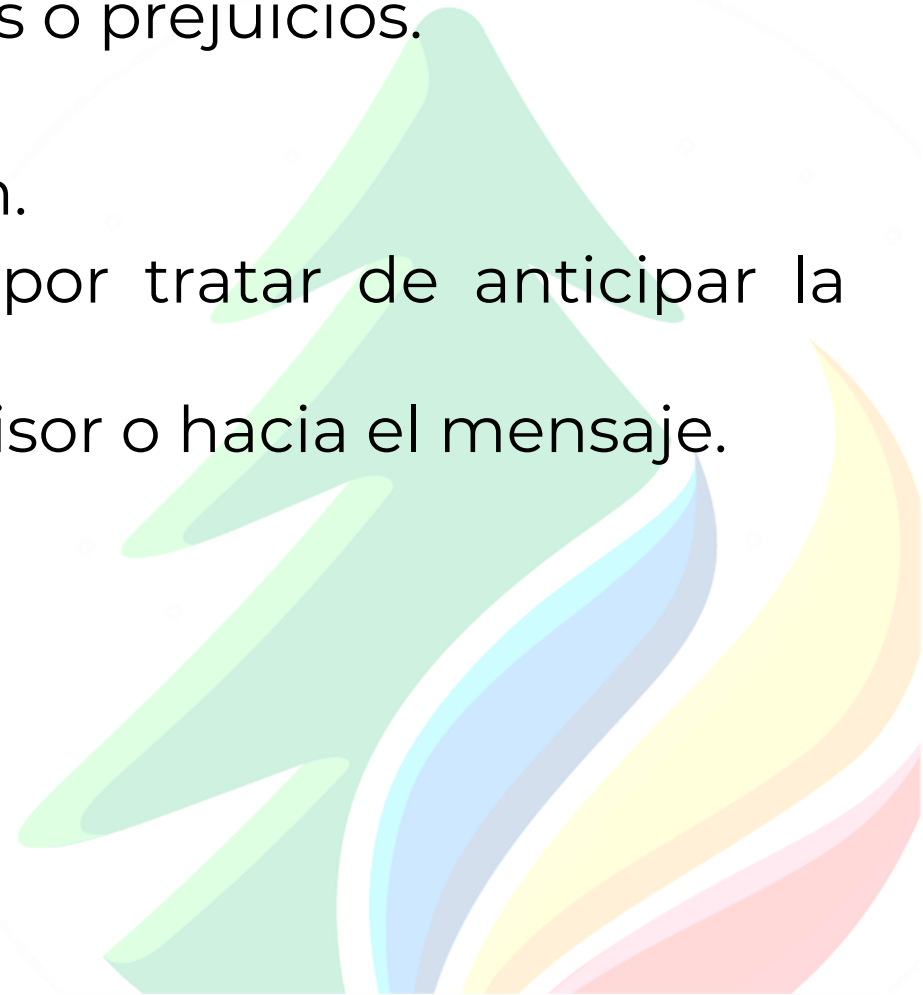 s o prejuicios.
n.
por tratar de anticipar la
isor o hacia el mensaje.